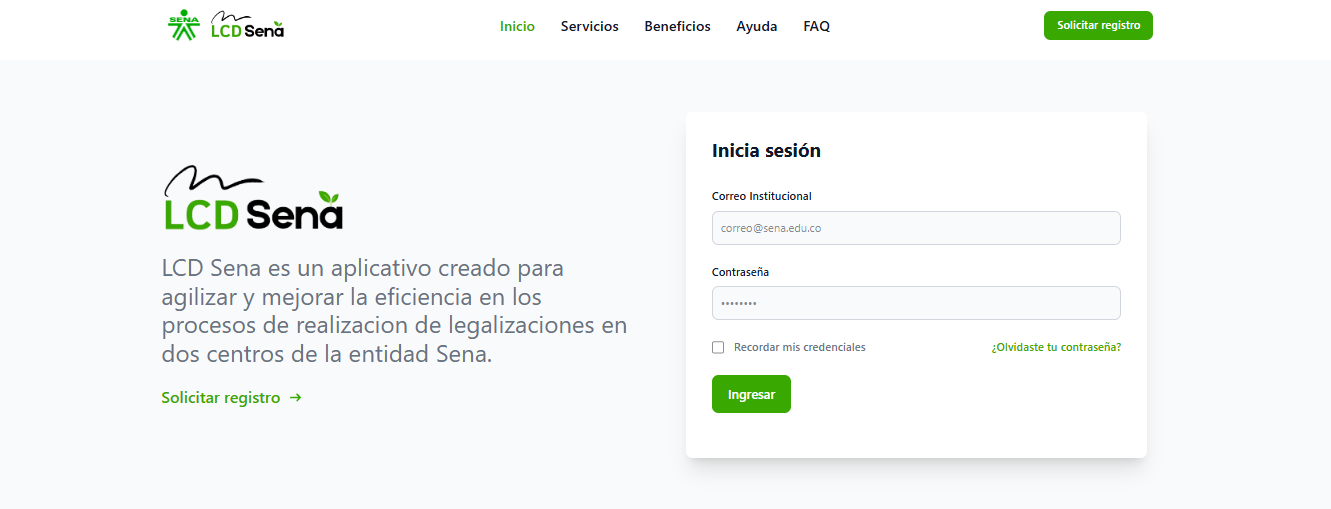 SENA
LCD Sena
Inicio Servicios Beneficios Ayuda FAQ
Solicitar registro
LCD Sena
LCD Sena es un aplicativo creado para
agilizar y mejorar la eficiencia en los
procesos de realizacion de legalizaciones en
dos centros de la entidad Sena.
Solicitar registro →
Inicia sesión
Correo Institucional
correo@sena.edu.co
Contraseña
••••••••
Recordar mis credenciales
¿Olvidaste tu contraseña?
Ingresar